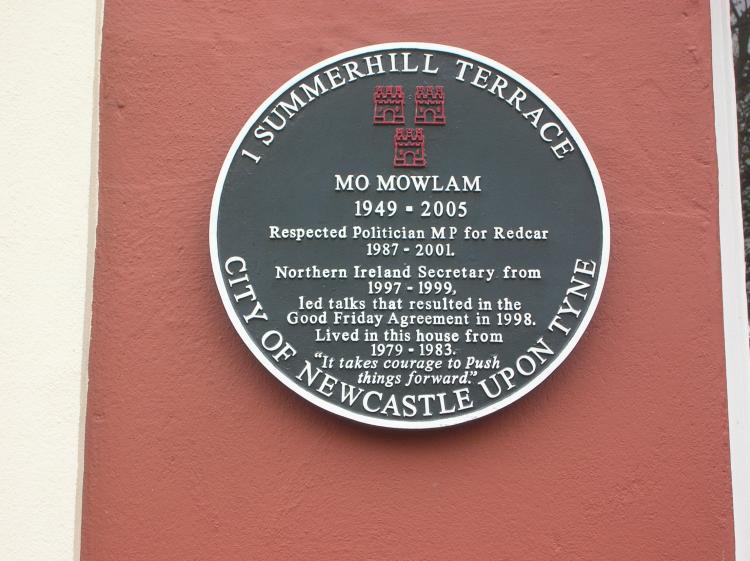 1 SUMMERHILL TERRACE
MO MOWLAM
1949 - 2005
Respected Politician MP for Redcar
1987 - 2001.
Northern Ireland Secretary from
1997 - 1999,
led talks that resulted in the
Good Friday Agreement in 1998.
Lived in this house from
1979 - 1983.
"It takes courage to Push
things forward."
CITY OF NEWCASTLE UPON TYNE